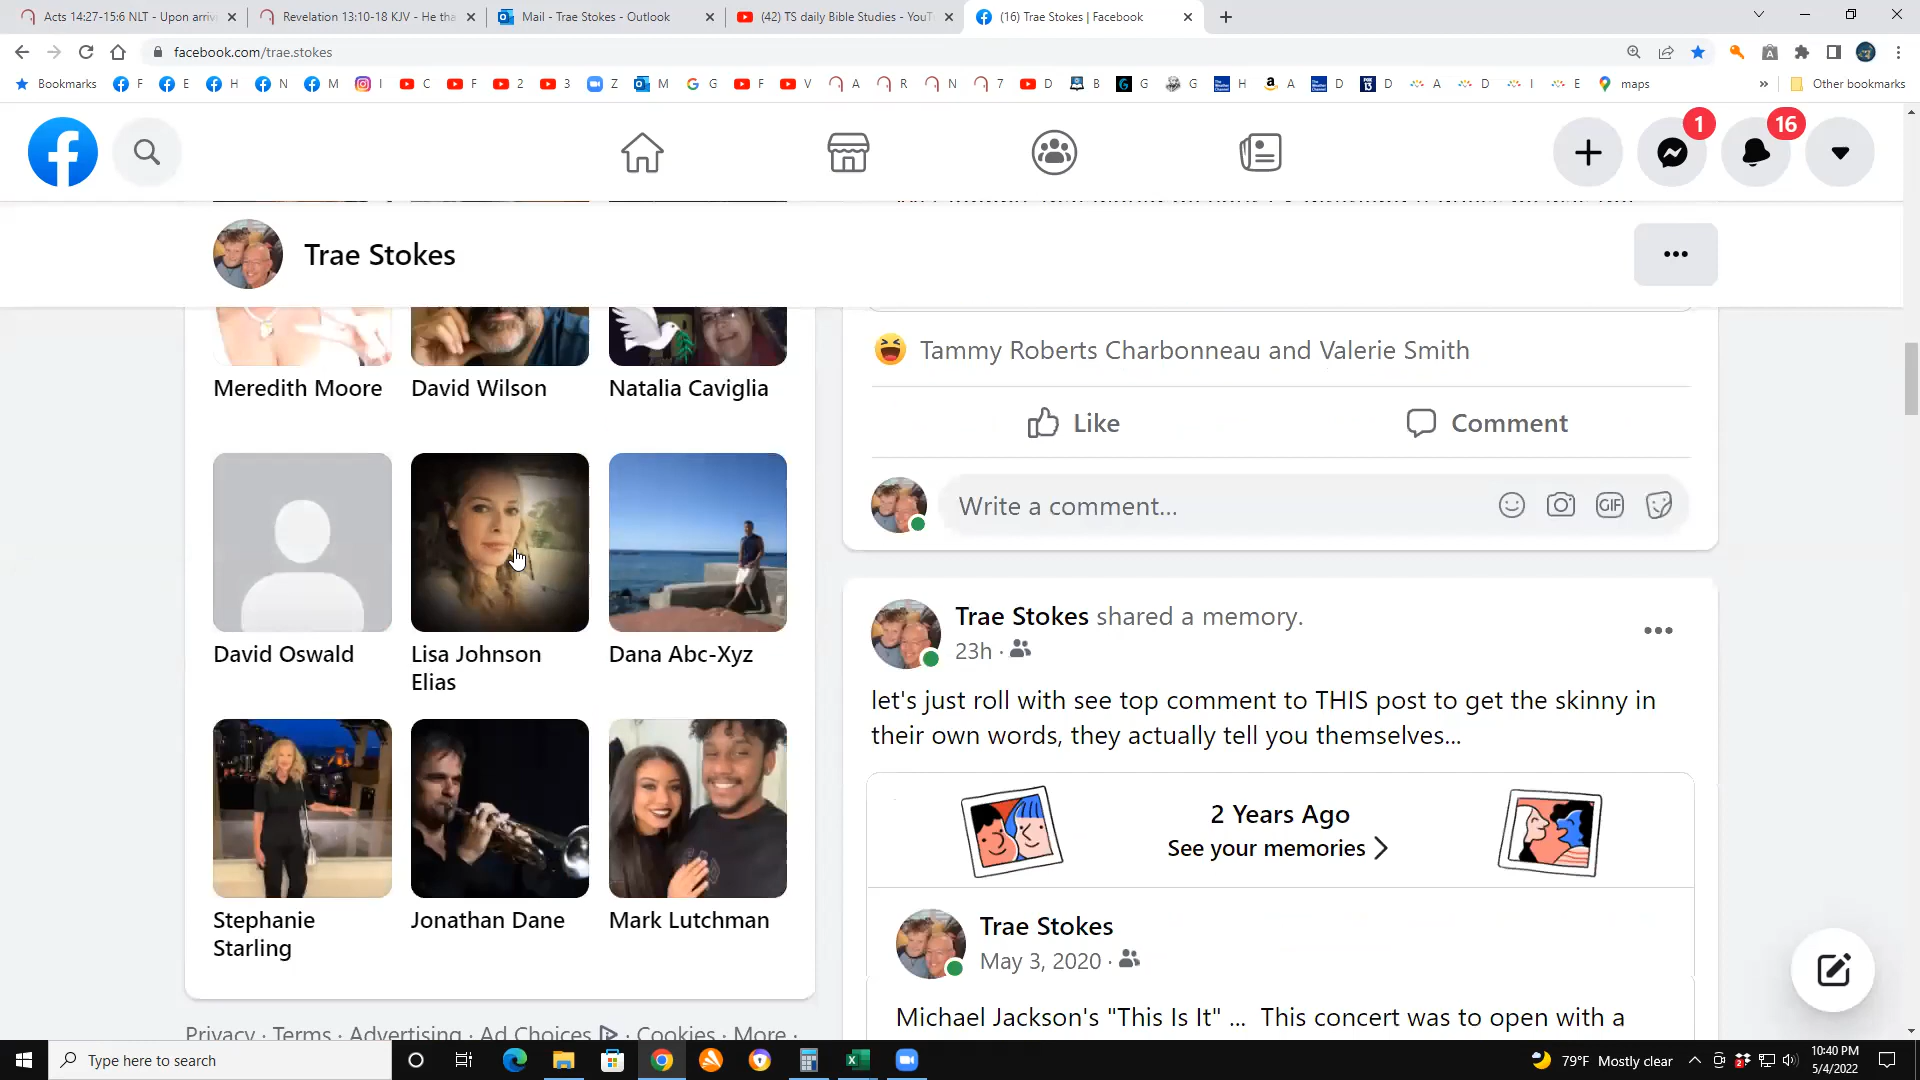 Acts 14:27-15:6 NLT - Upon arriv
Revelation 13:10-18 KJV - He tha
Mail - Trae Stokes - Outlook
(42) TS daily Bible Studies - YouT
(16) Trae Stokes | Facebook
facebook.com/trae.stokes
Bookmarks F E H N M I C F 2 3 Z M G F V A R N 7 D B G G H A D D A D I E maps » Other bookmarks
1
16
Trae Stokes
Tammy Roberts Charbonneau and Valerie Smith
Like
Comment
Write a comment...
GIF
Meredith Moore
David Wilson
Natalia Caviglia
David Oswald
Lisa Johnson
Elias
Dana Abc-Xyz
Stephanie
Starling
Jonathan Dane
Mark Lutchman
Privacy · Terms · Advertising · Ad Choices · Cookies · More ·
Trae Stokes shared a memory.
23h ·
let's just roll with see top comment to THIS post to get the skinny in
their own words, they actually tell you themselves...
2 Years Ago
See your memories
Trae Stokes
May 3, 2020 ·
Michael Jackson's "This Is It" ... This concert was to open with a
Type here to search
79°F Mostly clear
10:40 PM
5/4/2022